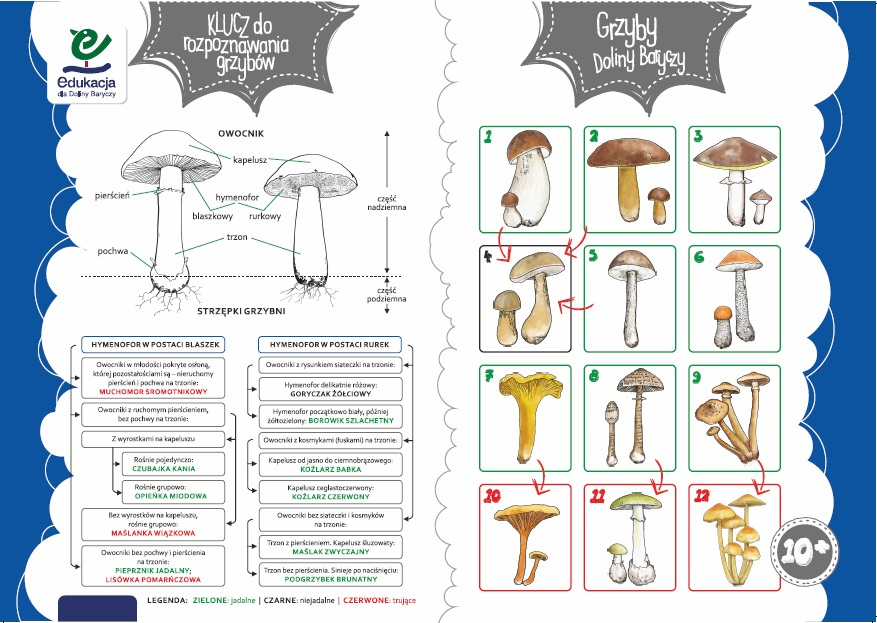 edukacja
dla Doliny Baryczy
KLUCZ do
rozpoznawania
grzybów
OWOCNIK
kapelusz
pierścień
hymenofor
blaszkowy
rurkowy
trzon
pochwa
część
nadziemna
część
podziemna
STRZĘPKI GRZYBNI
HYMENOFOR W POSTACI BLASZEK
Owocniki w młodości pokryte osłoną,
której pozostałościami są – nieruchomy
pierścień i pochwa na trzonie:
MUCHOMOR SROMOTNIKOWY
Owocniki z ruchomym pierścieniem,
bez pochwy na trzonie:
Z wyrostkami na kapeluszu
Rośnie pojedynczo:
CZUBAJKA KANIA
Rośnie grupowo:
OPIEŃKA MIODOWA
Bez wyrostków na kapeluszu,
rośnie grupowo:
MAŚLANKA WIĄZKOWA
Owocniki bez pochwy i pierścienia
na trzonie:
PIEPRZNIK JADALNY;
LISÓWKA POMARAŃCZOWA
HYMENOFOR W POSTACI RUREK
Owocniki z rysunkiem siateczki na trzonie:
Hymenofor delikatnie różowy:
GORYCZAK ŻÓŁCIOWY
Hymenofor początkowo biały, później
żółtozielony: BOROWIK SZLACHETNY
Owocniki z kosmykami (łuskami) na trzonie:
Kapelusz od jasno do ciemnobrązowego:
KOŹLARZ BABKA
Kapelusz ceglastoczerwony:
KOŹLARZ CZERWONY
Owocniki bez siateczki i kosmyków
na trzonie:
Trzon z pierścieniem. Kapelusz śluzowaty:
MAŚLAK ZWYCZAJNY
Trzon bez pierścienia. Sinieje po naciśnięciu:
PODGRZYBEK BRUNATNY
LEGENDA: ZIELONE: jadalne | CZARNE: niejadalne | CZERWONE: trujące
Grzyby
Doliny Baryczy
1
2
3
4
5
6
7
8
9
10
11
12
10+